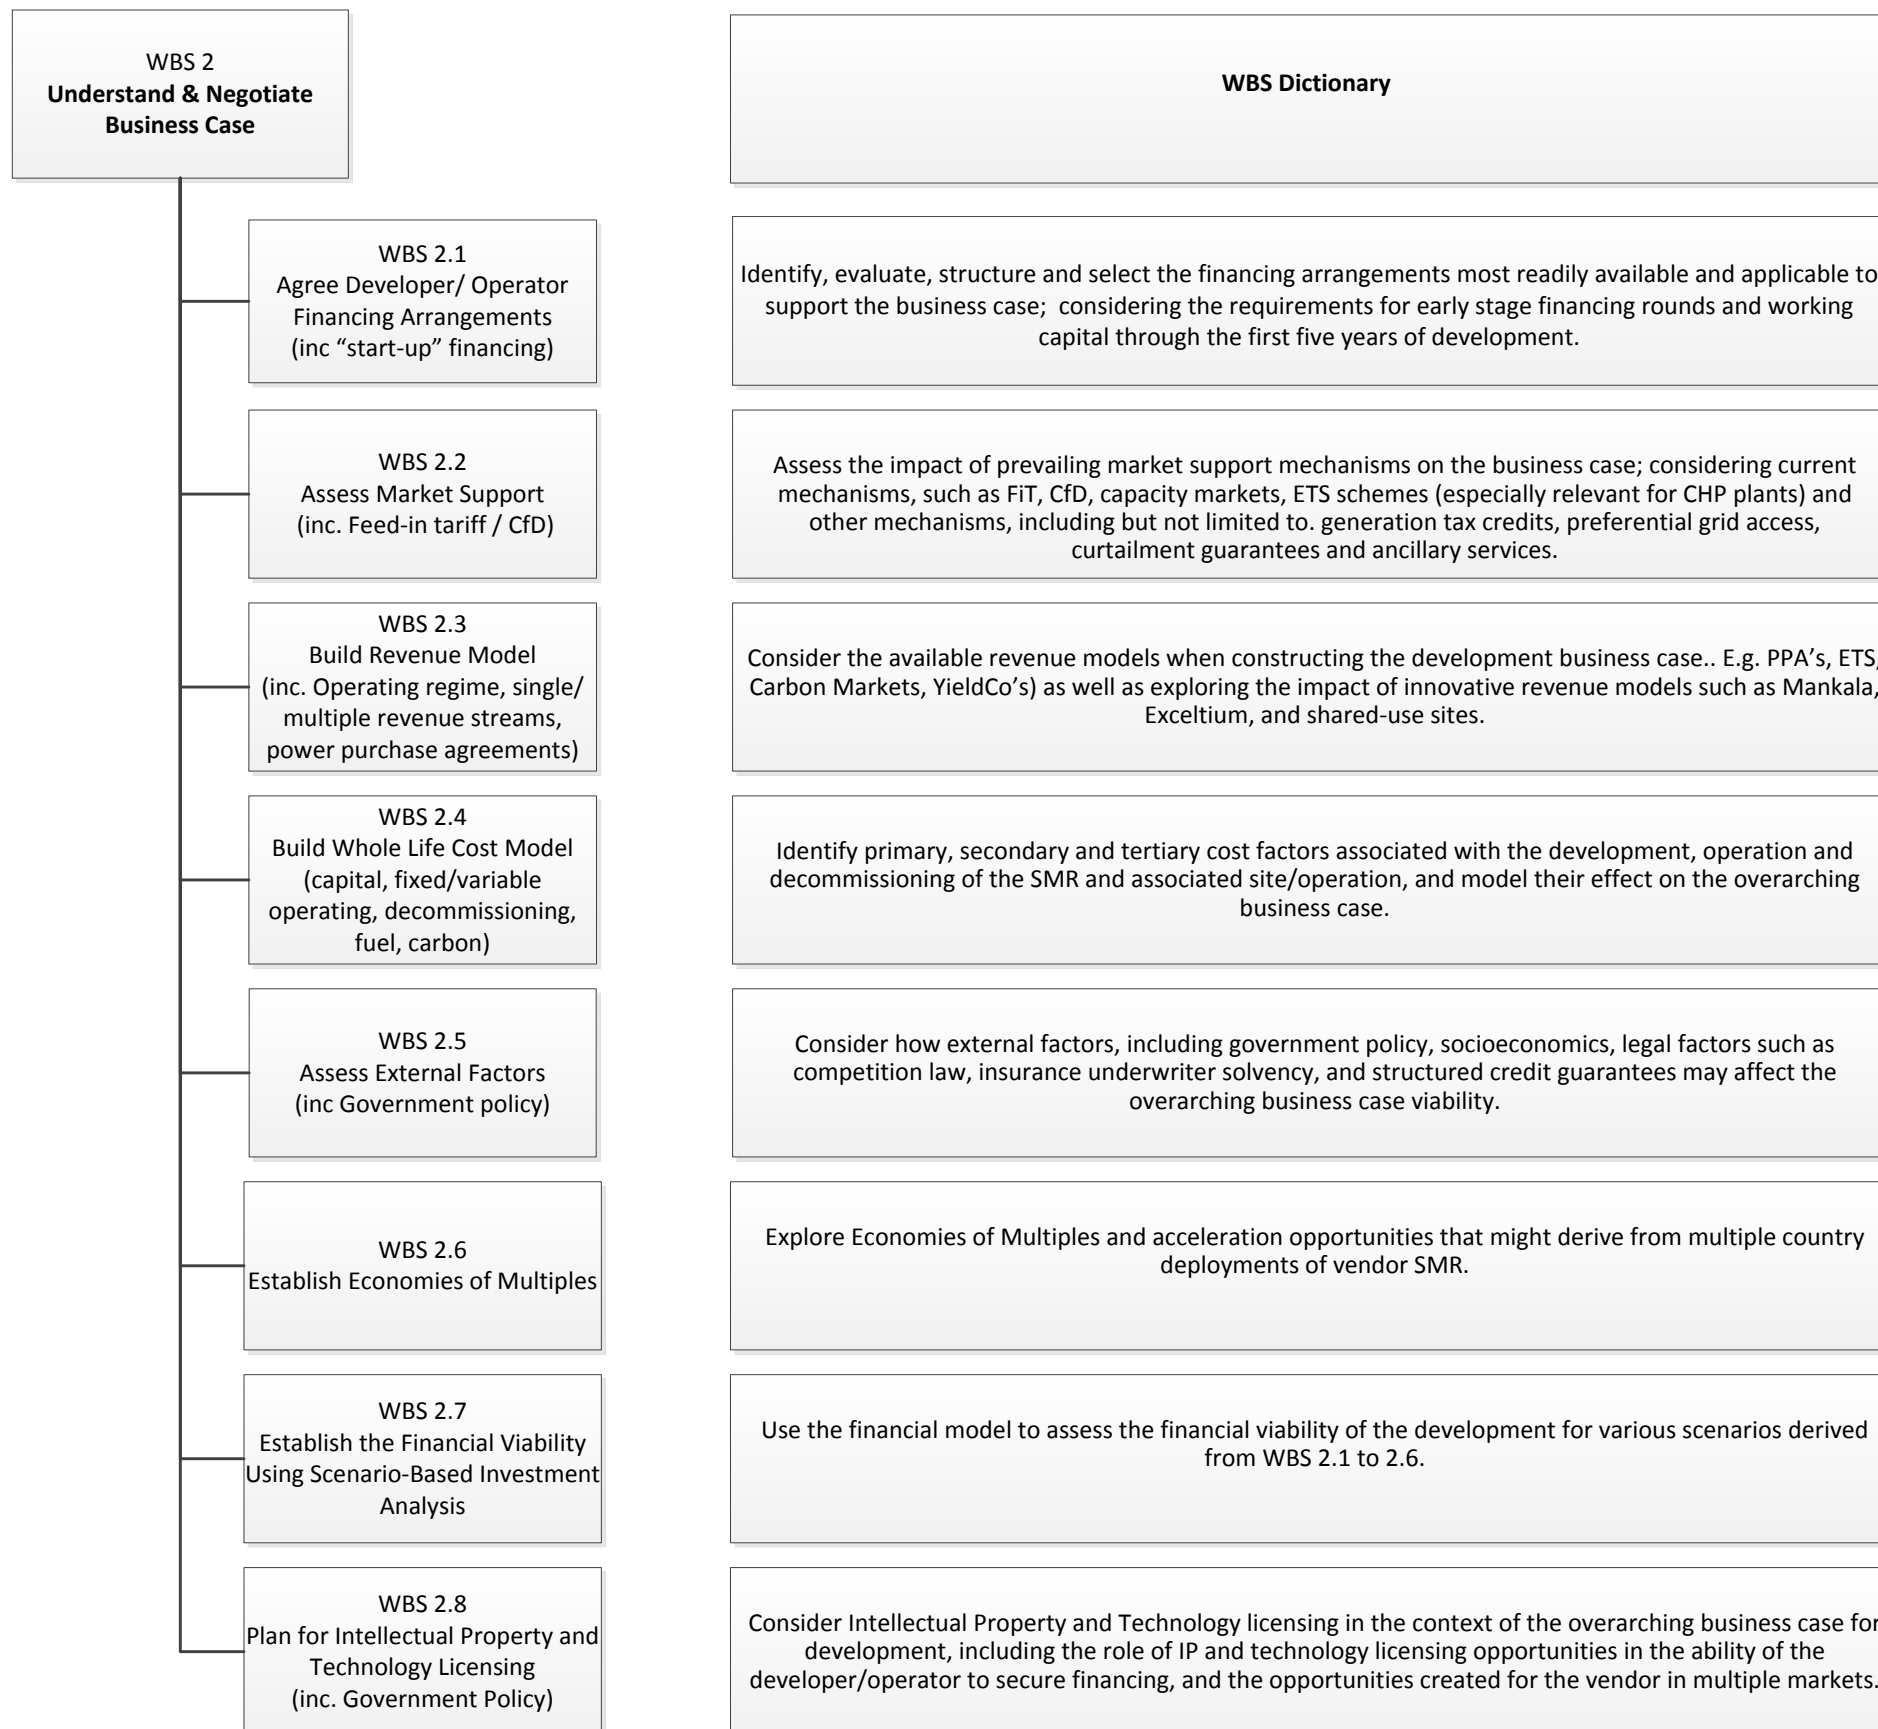 WBS 2
Understand & Negotiate
Business Case
WBS Dictionary
WBS 2.1
Agree Developer/ Operator
Financing Arrangements
(inc “start-up” financing)
Identify, evaluate, structure and select the financing arrangements most readily available and applicable to
support the business case;  considering the requirements for early stage financing rounds and working
capital through the first five years of development.
WBS 2.2
Assess Market Support
(inc. Feed-in tariff / CfD)
Assess the impact of prevailing market support mechanisms on the business case; considering current
mechanisms, such as FiT, CfD, capacity markets, ETS schemes (especially relevant for CHP plants) and
other mechanisms, including but not limited to. generation tax credits, preferential grid access,
curtailment guarantees and ancillary services.
WBS 2.3
Build Revenue Model
(inc. Operating regime, single/
multiple revenue streams,
power purchase agreements)
Consider the available revenue models when constructing the development business case.. E.g. PPA’s, ETS,
Carbon Markets, YieldCo’s) as well as exploring the impact of innovative revenue models such as Mankala,
Exceltium, and shared-use sites.
WBS 2.4
Build Whole Life Cost Model
(capital, fixed/variable
operating, decommissioning,
fuel, carbon)
Identify primary, secondary and tertiary cost factors associated with the development, operation and
decommissioning of the SMR and associated site/operation, and model their effect on the overarching
business case.
WBS 2.5
Assess External Factors
(inc Government policy)
Consider how external factors, including government policy, socioeconomics, legal factors such as
competition law, insurance underwriter solvency, and structured credit guarantees may affect the
overarching business case viability.
WBS 2.6
Establish Economies of Multiples
Explore Economies of Multiples and acceleration opportunities that might derive from multiple country
deployments of vendor SMR.
WBS 2.7
Establish the Financial Viability
Using Scenario-Based Investment
Analysis
Use the financial model to assess the financial viability of the development for various scenarios derived
from WBS 2.1 to 2.6.
WBS 2.8
Plan for Intellectual Property and
Technology Licensing
(inc. Government Policy)
Consider Intellectual Property and Technology licensing in the context of the overarching business case for
development, including the role of IP and technology licensing opportunities in the ability of the
developer/operator to secure financing, and the opportunities created for the vendor in multiple markets.